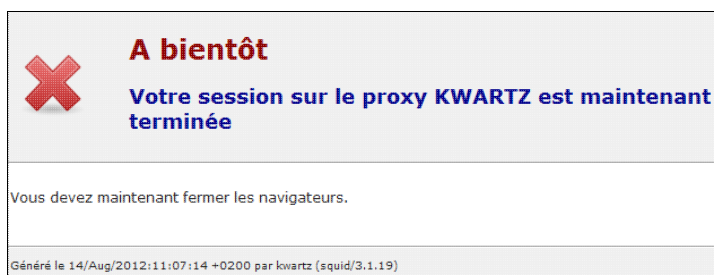 A bientôt
Votre session sur le proxy KWARTZ est maintenant
terminée
Vous devez maintenant fermer les navigateurs.
Généré le 14/Aug/2012:11:07:14 +0200 par kwartz (squid/3.1.19)